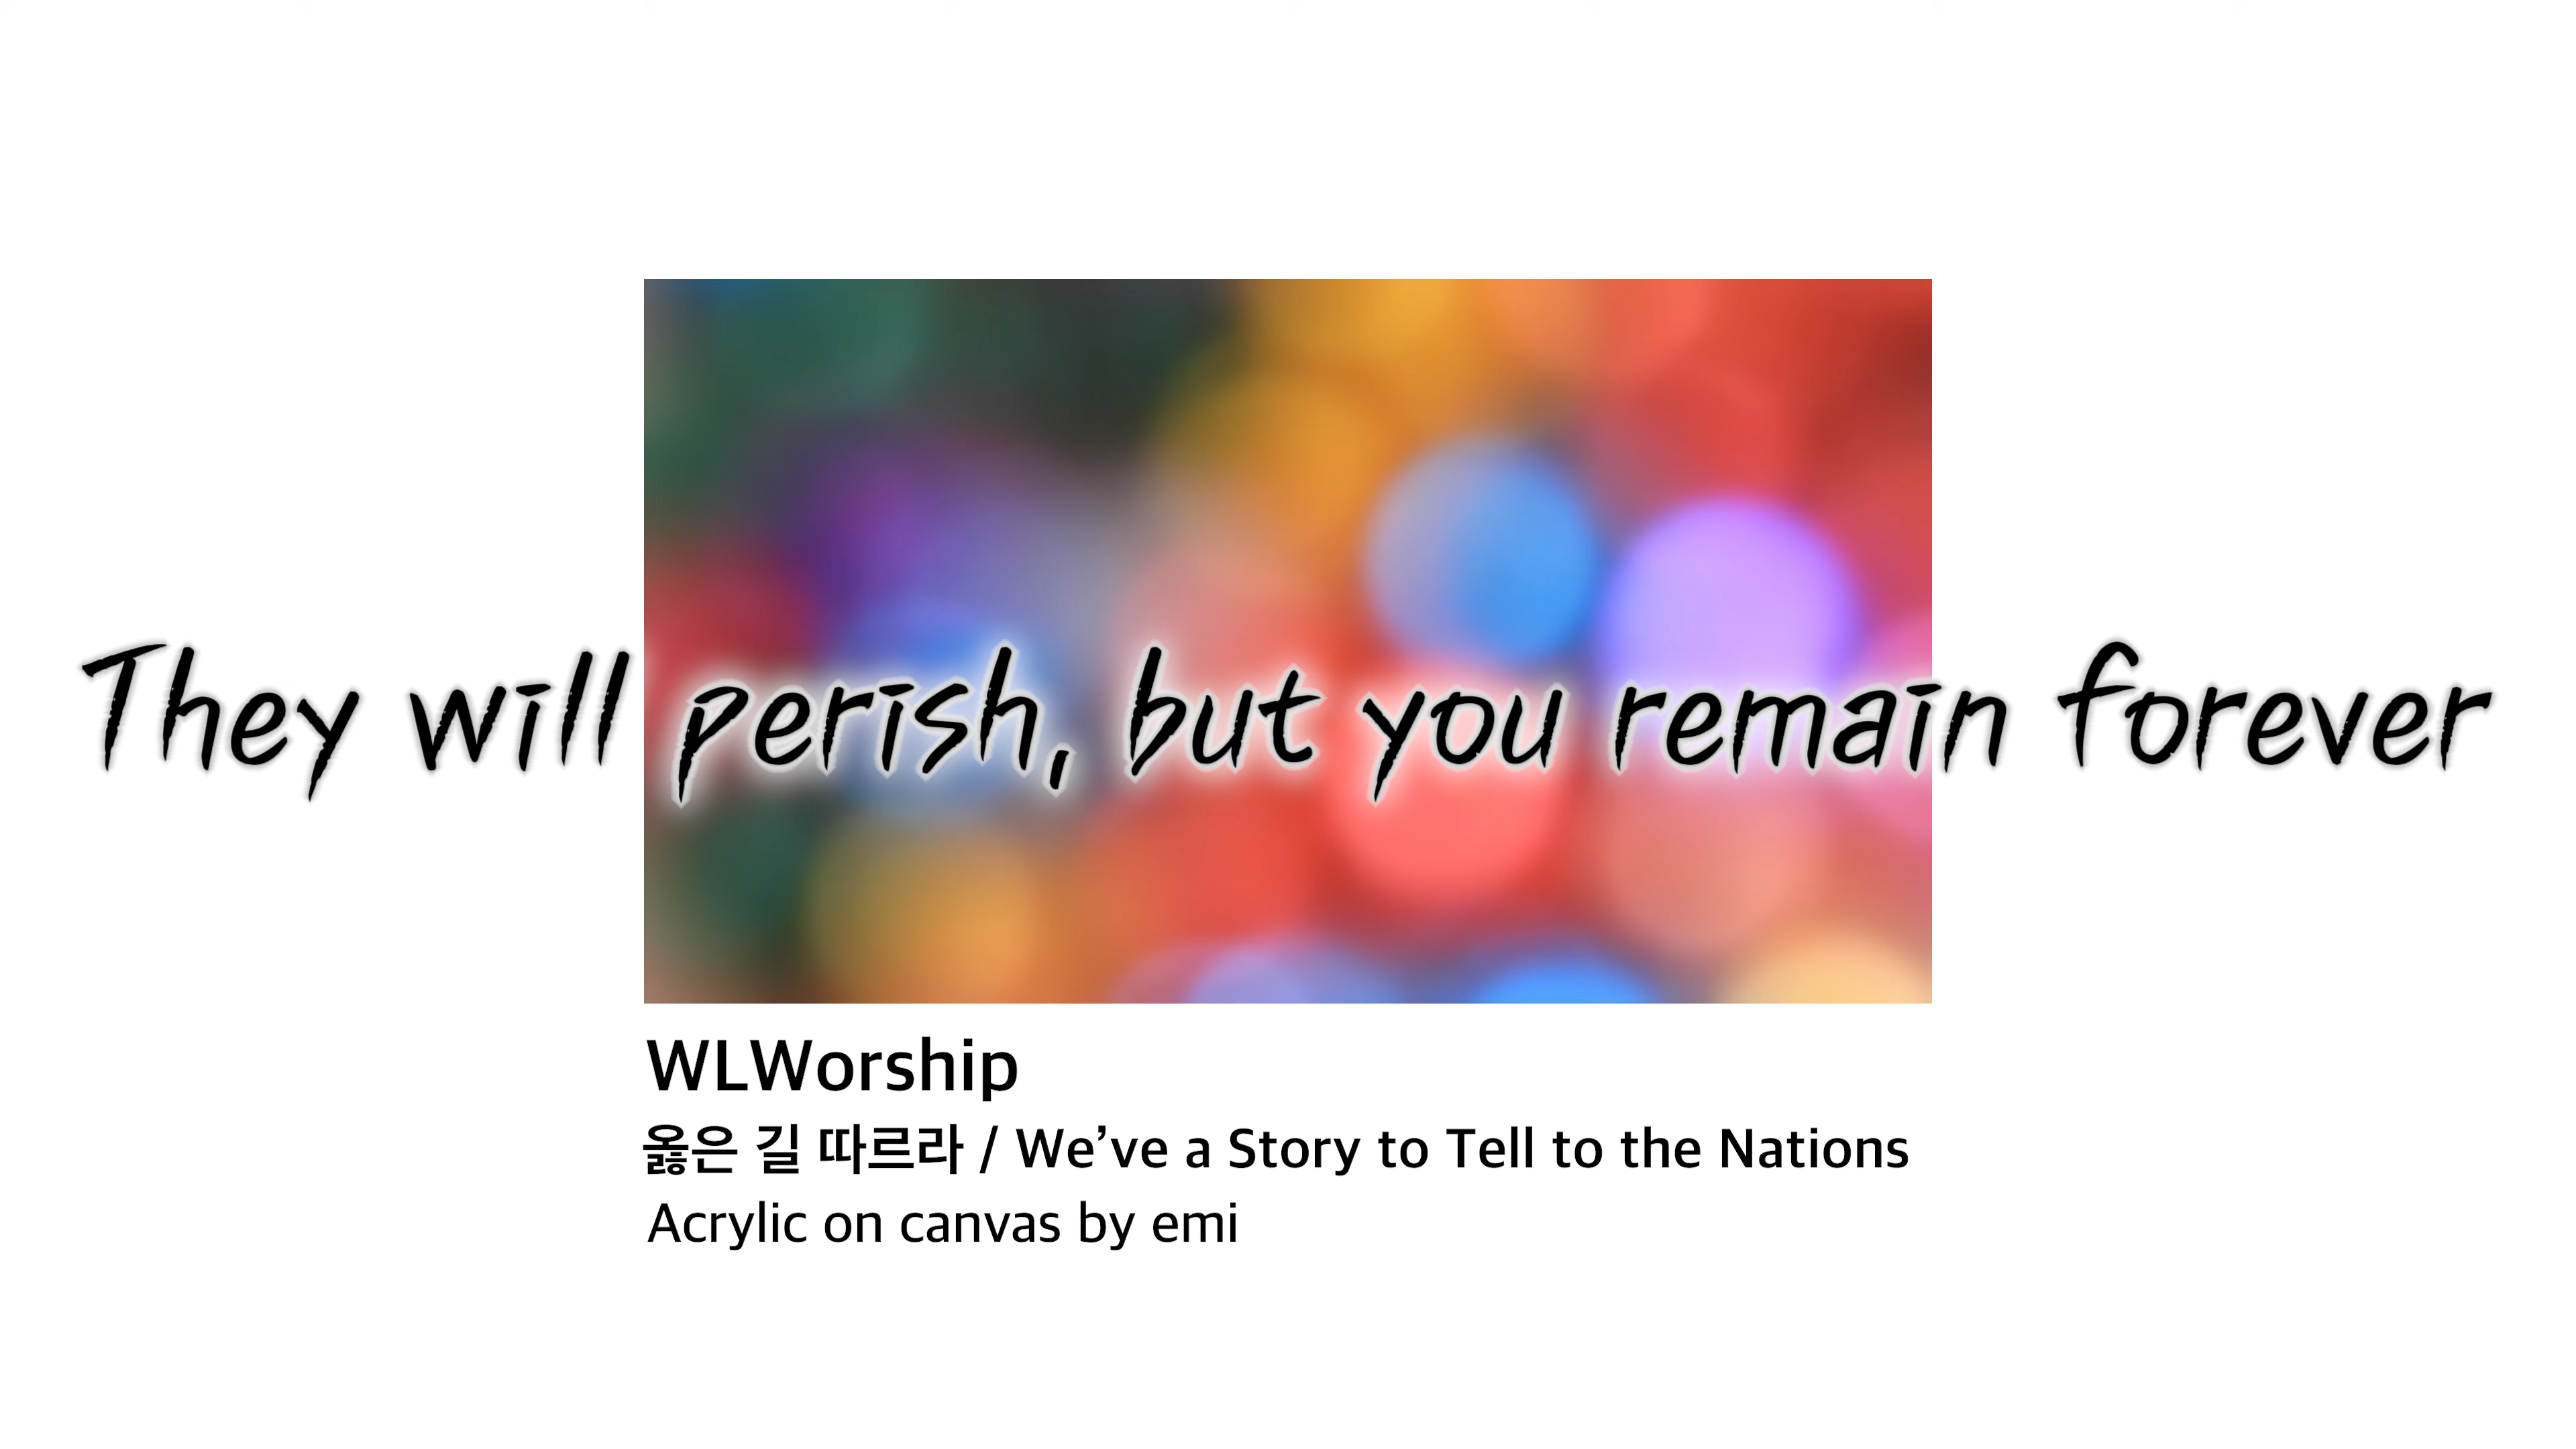 They will perish, but you remain forever
WLWorship
옳은 길 따르라 / We’ve a Story to Tell to the Nations
Acrylic on canvas by emi